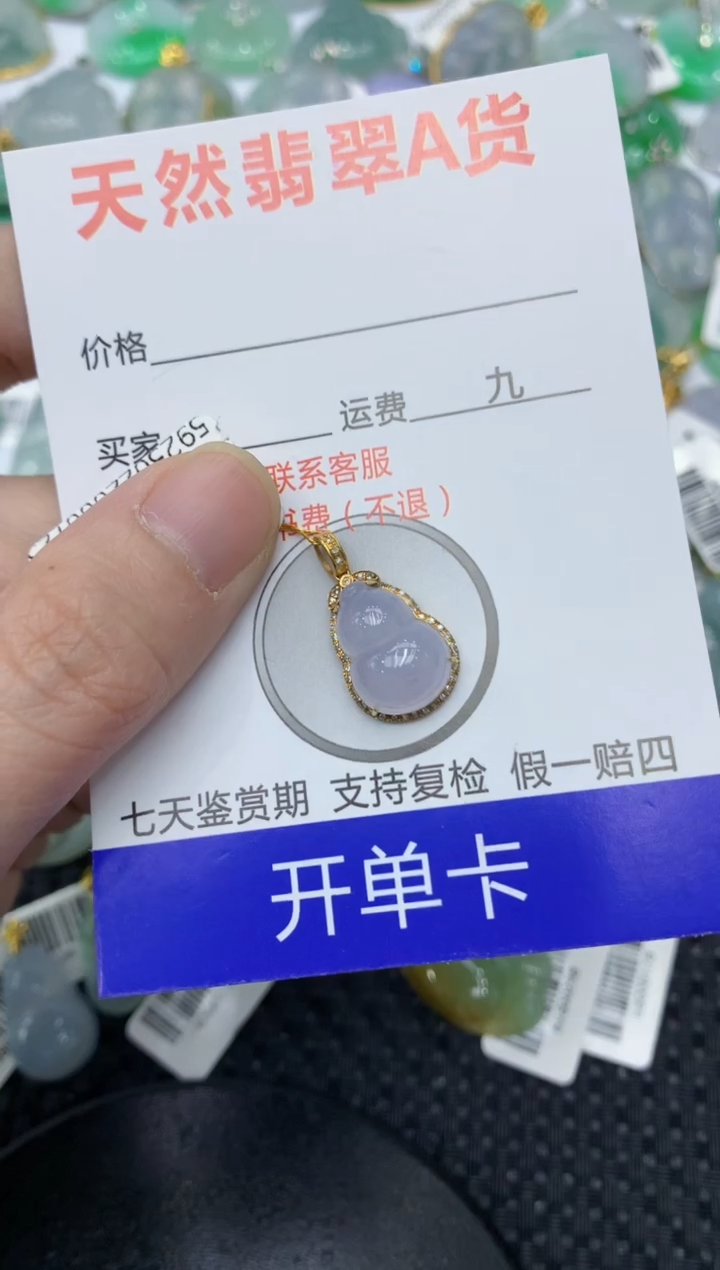 天然翡翠A货
价格
买家 运费 九
联系客服
书费（不退）
七天鉴赏期 支持复检 假一赔四
开单卡